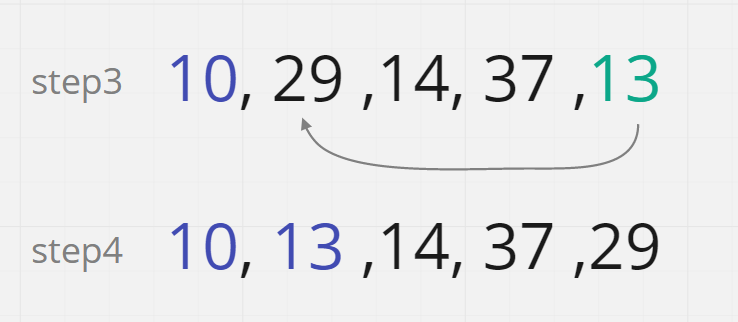 step3 10, 29 ,14, 37 ,13
step4 10, 13 ,14, 37 ,29